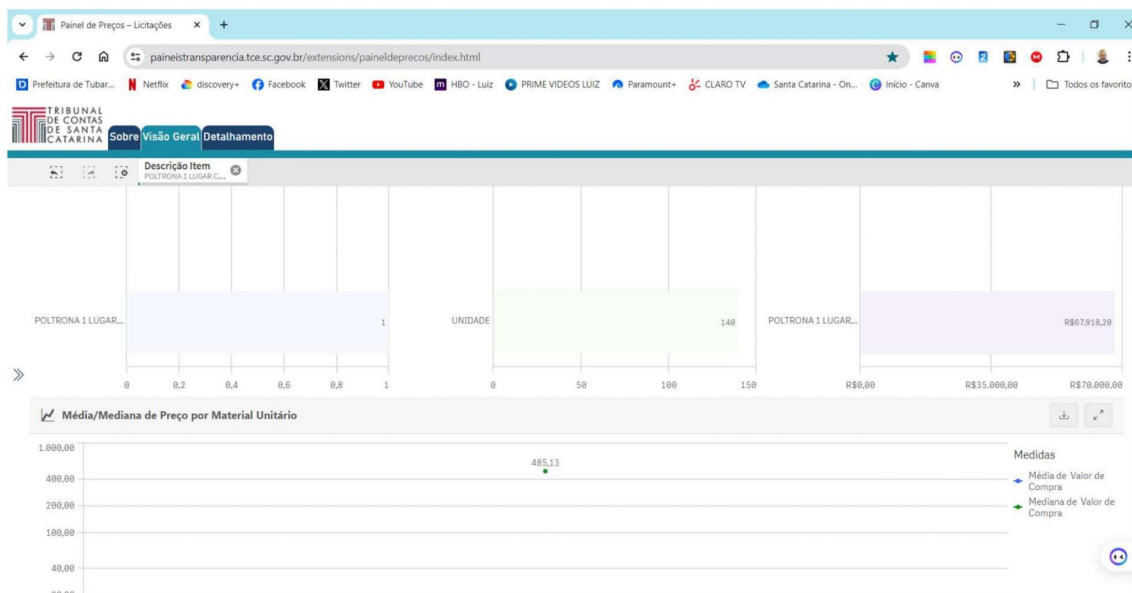 Painel de Preços – Licitações
paineistransparencia.tce.sc.gov.br/extensions/paineldeprecos/index.html
Prefeitura de Tubar... Netflix discovery+ Facebook Twitter YouTube HBO - Luiz PRIME VIDEOS LUIZ Paramount+ CLARO TV Santa Catarina - On... Início - Canva » Todos os favorito
TRIBUNAL
DE CONTAS
DE SANTA
CATARINA
Sobre Visão Geral Detalhamento
Descrição Item
POLTRONA 1 LUGAR C...
POLTRONA 1 LUGAR... 1 UNIDADE 140 POLTRONA 1 LUGAR... R$67.918,20
0 0,2 0,4 0,6 0,8 1 0 50 100 150 R$0,00 R$35.000,00 R$70.000,00
Média/Mediana de Preço por Material Unitário
1.000,00
485,13
400,00
200,00
100,00
40,00
Medidas
Média de Valor de
Compra
Mediana de Valor de
Compra